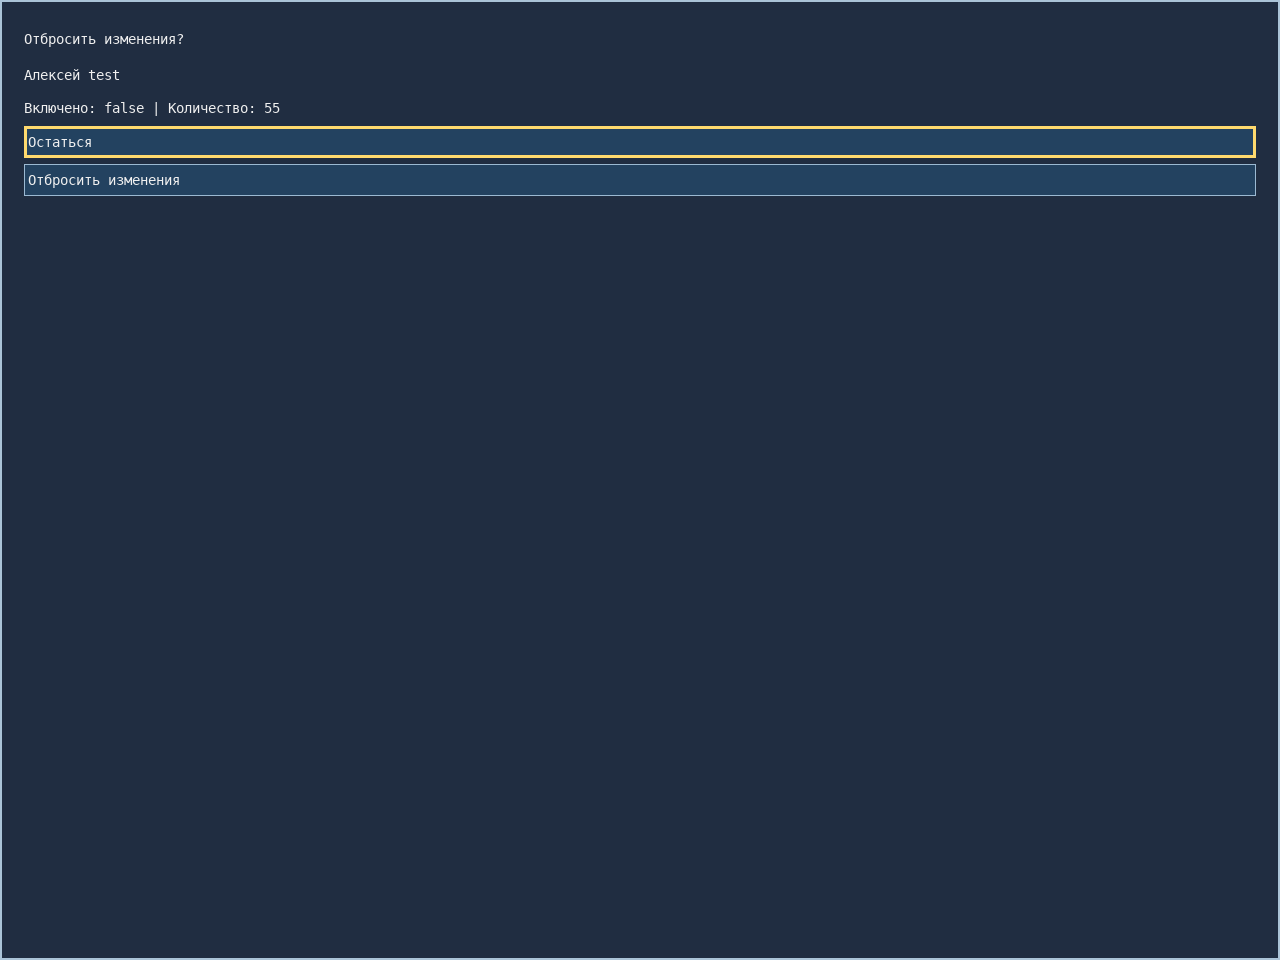 Отбросить изменения?
Алексей test
Включено: false | Количество: 55
Остаться
Отбросить изменения